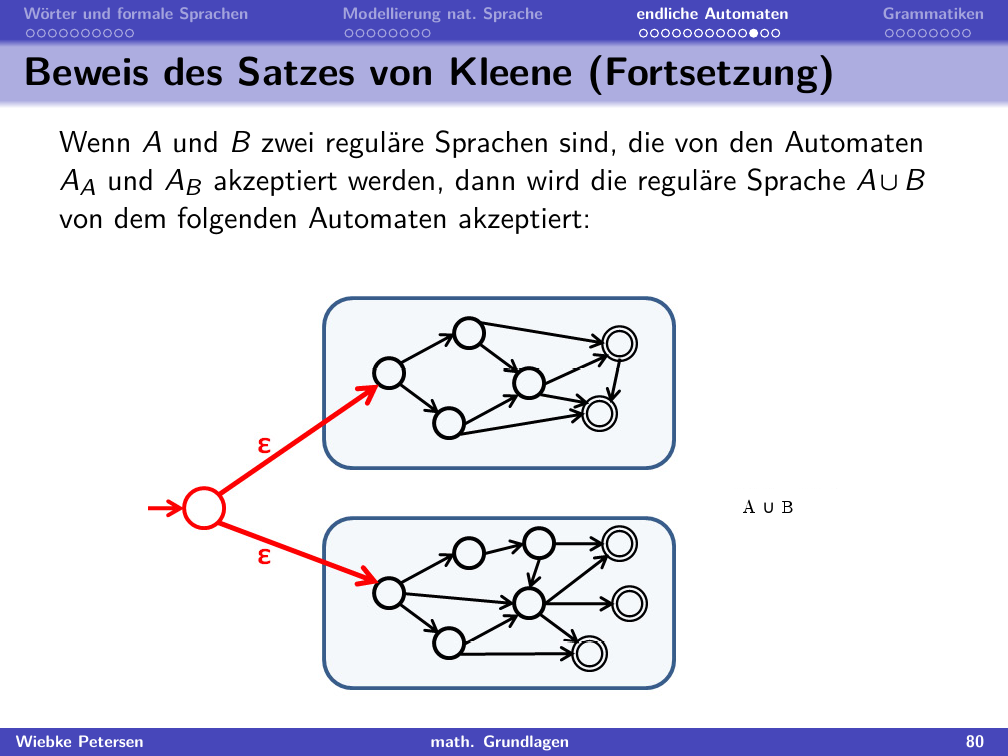 Wörter und formale Sprachen Modellierung nat. Sprache endliche Automaten Grammatiken
Beweis des Satzes von Kleene (Fortsetzung)
Wenn A und B zwei reguläre Sprachen sind, die von den Automaten
A_A und A_B akzeptiert werden, dann wird die reguläre Sprache A∪B
von dem folgenden Automaten akzeptiert:
ε
A ∪ B
ε
Wiebke Petersen math. Grundlagen 80